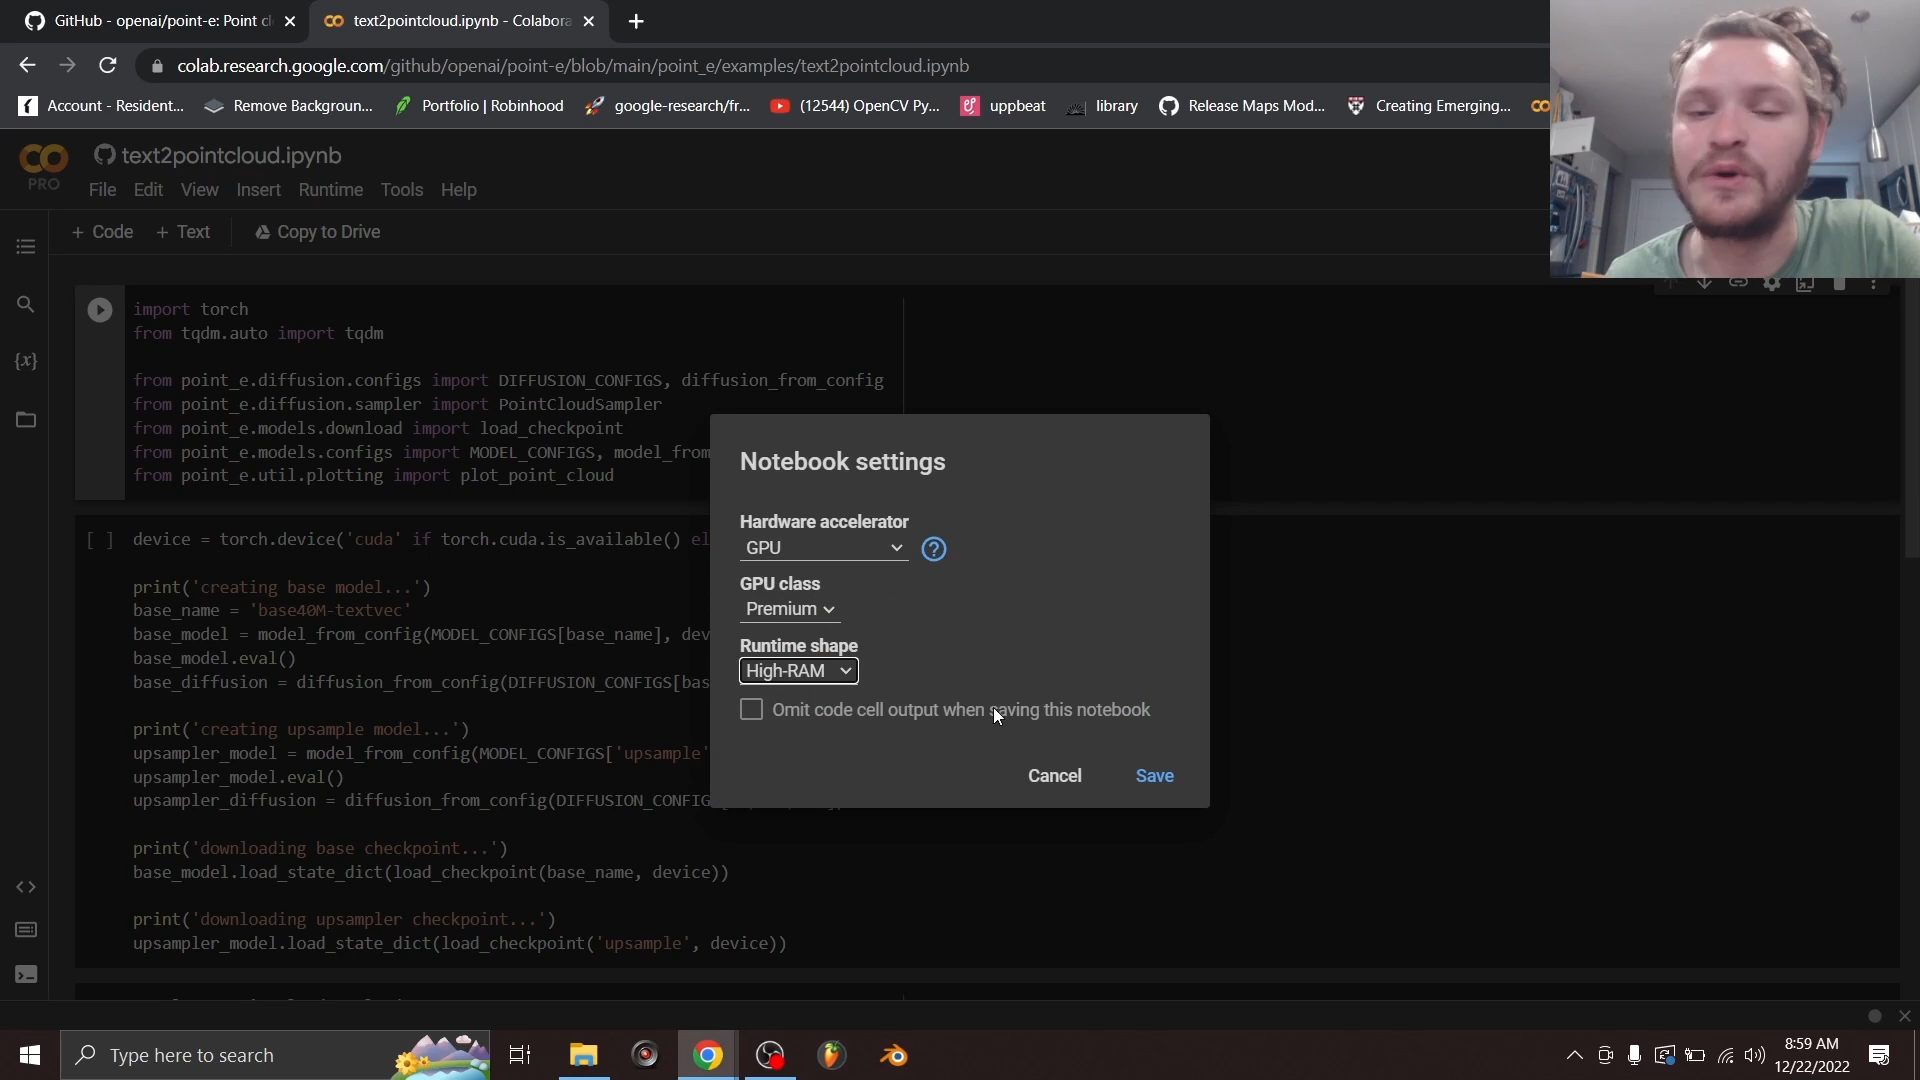 GitHub - openai/point-e: Point cl
text2pointcloud.ipynb - Colabora
colab.research.google.com/github/openai/point-e/blob/main/point_e/examples/text2pointcloud.ipynb
Account - Resident...
Remove Backgroun...
Portfolio | Robinhood
google-research/fr...
(12544) OpenCV Py...
uppbeat
library
Release Maps Mod...
Creating Emerging...
text2pointcloud.ipynb
PRO
File Edit View Insert Runtime Tools Help
+ Code + Text Copy to Drive
import torch
from tqdm.auto import tqdm
from point_e.diffusion.configs import DIFFUSION_CONFIGS, diffusion_from_config
from point_e.diffusion.sampler import PointCloudSampler
from point_e.models.download import load_checkpoint
from point_e.models.configs import MODEL_CONFIGS, model_from
from point_e.util.plotting import plot_point_cloud
[ ] device = torch.device('cuda' if torch.cuda.is_available() el
print('creating base model...')
base_name = 'base40M-textvec'
base_model = model_from_config(MODEL_CONFIGS[base_name], dev
base_model.eval()
base_diffusion = diffusion_from_config(DIFFUSION_CONFIGS[bas
print('creating upsample model...')
upsampler_model = model_from_config(MODEL_CONFIGS['upsample'
upsampler_model.eval()
upsampler_diffusion = diffusion_from_config(DIFFUSION_CONFIG
print('downloading base checkpoint...')
base_model.load_state_dict(load_checkpoint(base_name, device))
print('downloading upsampler checkpoint...')
upsampler_model.load_state_dict(load_checkpoint('upsample', device))
Notebook settings
Hardware accelerator
GPU
?
GPU class
Premium
Runtime shape
High-RAM
Omit code cell output when saving this notebook
Cancel
Save
{x}
Type here to search
8:59 AM
12/22/2022